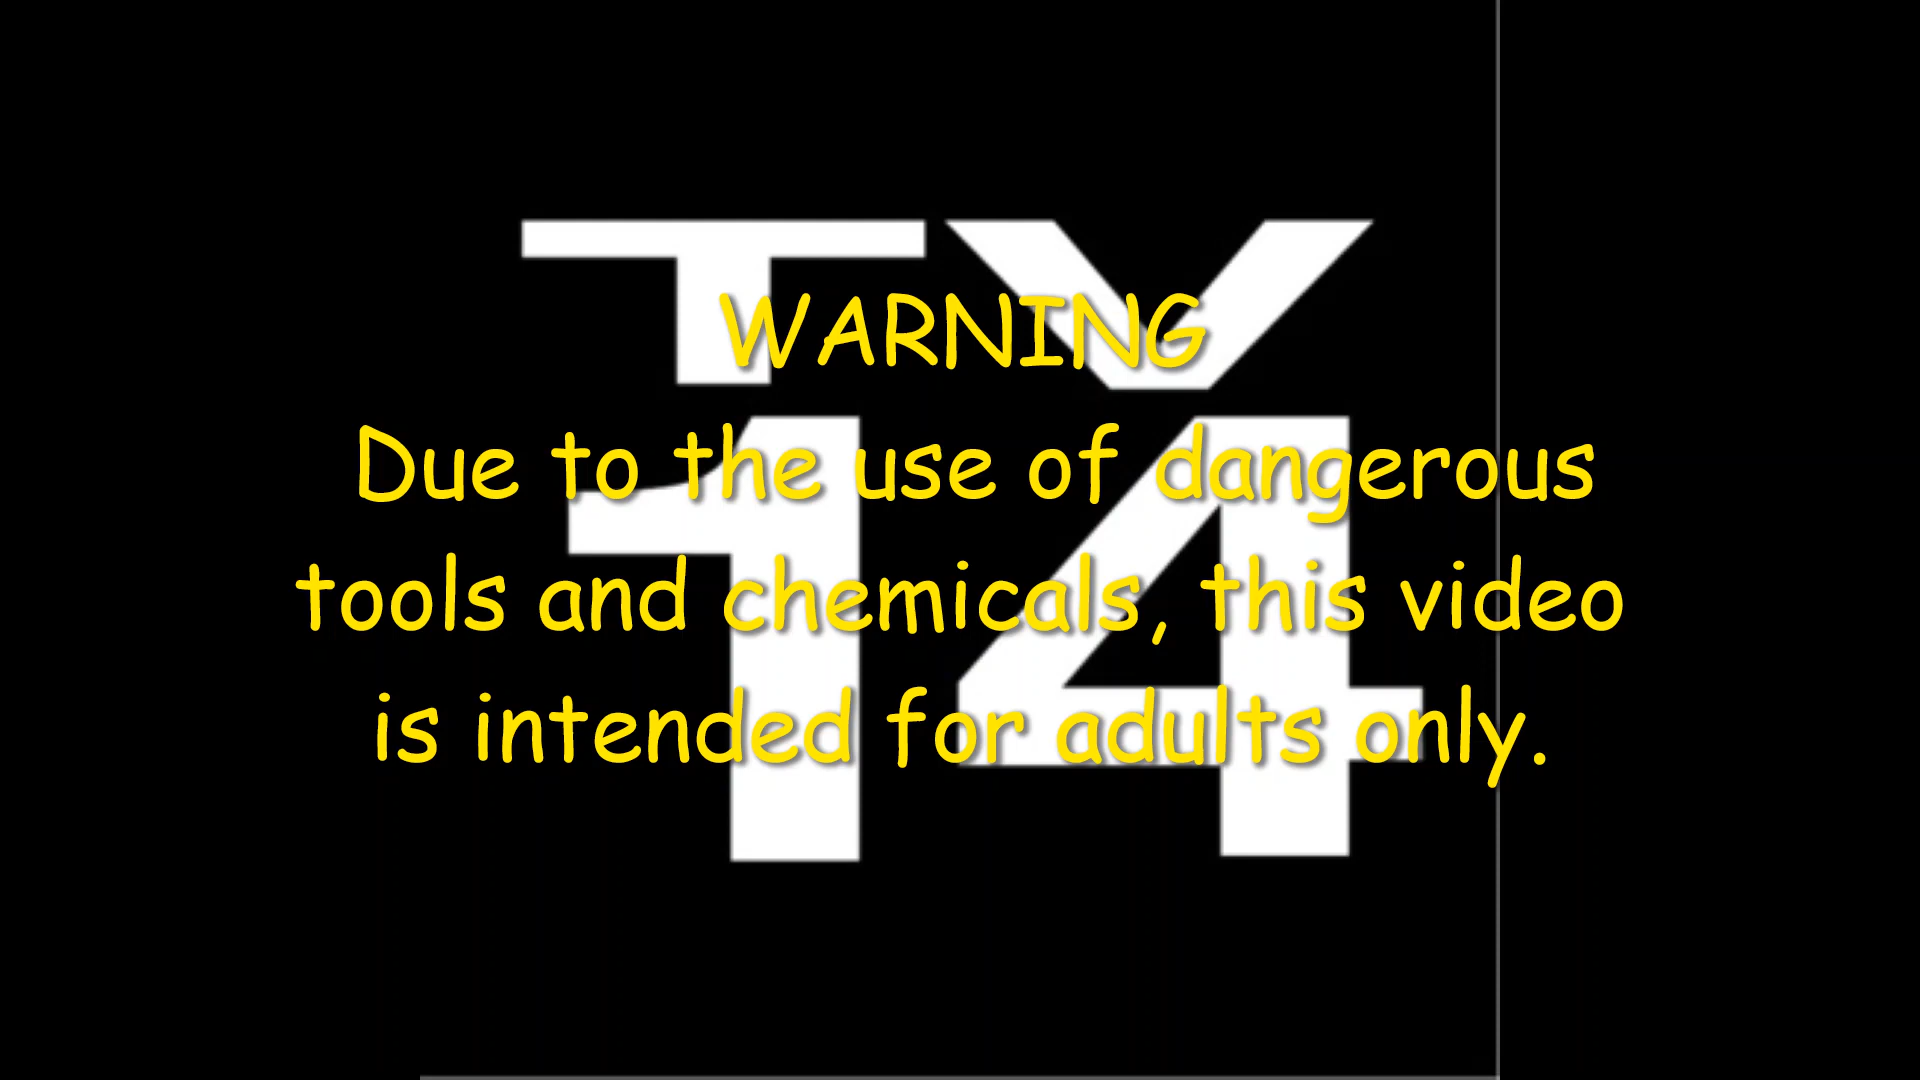 TV
14
WARNING
Due to the use of dangerous
tools and chemicals, this video
is intended for adults only.